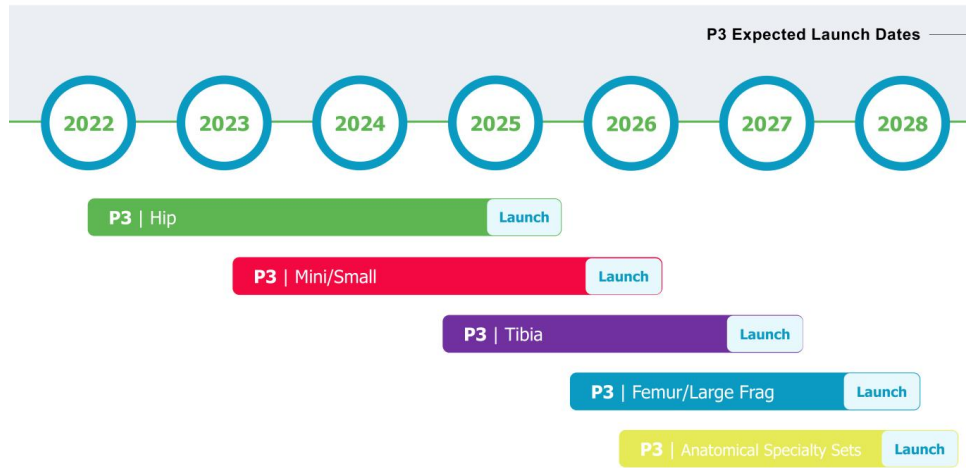 P3 Expected Launch Dates
2022 2023 2024 2025 2026 2027 2028
P3 | Hip Launch
P3 | Mini/Small Launch
P3 | Tibia Launch
P3 | Femur/Large Frag Launch
P3 | Anatomical Specialty Sets Launch